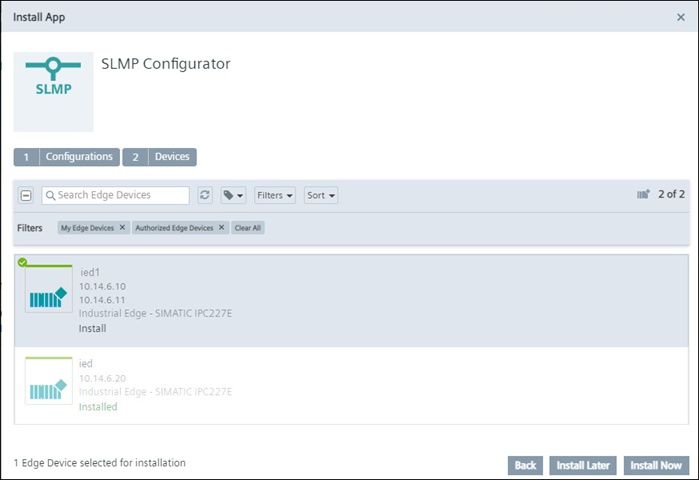 Install App
SLMP
SLMP Configurator
1 Configurations 2 Devices
Search Edge Devices Filters Sort 2 of 2
Filters My Edge Devices Authorized Edge Devices Clear All
ied1
10.14.6.10
10.14.6.11
Industrial Edge - SIMATIC IPC227E
Install
ied
10.14.6.20
Industrial Edge - SIMATIC IPC227E
Installed
1 Edge Device selected for installation Back Install Later Install Now